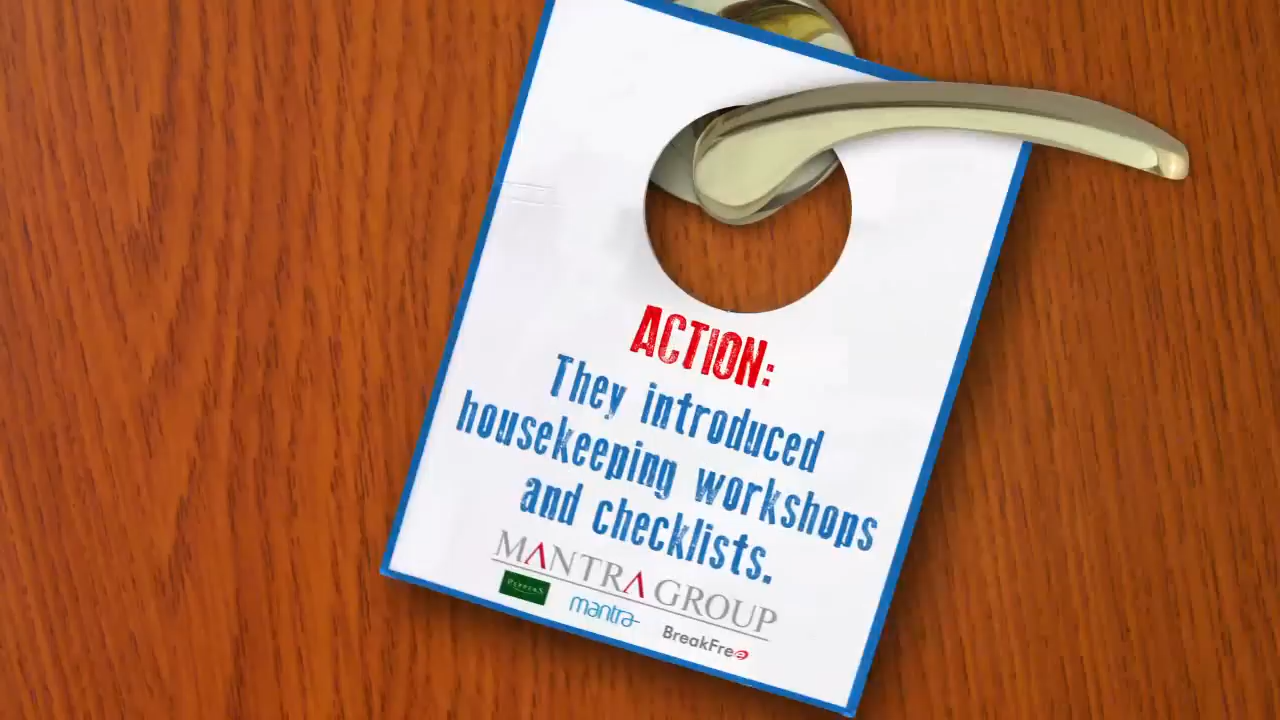 ACTION:
They introduced
housekeeping workshops
and checklists.
MANTRA GROUP
mantra
BreakFree